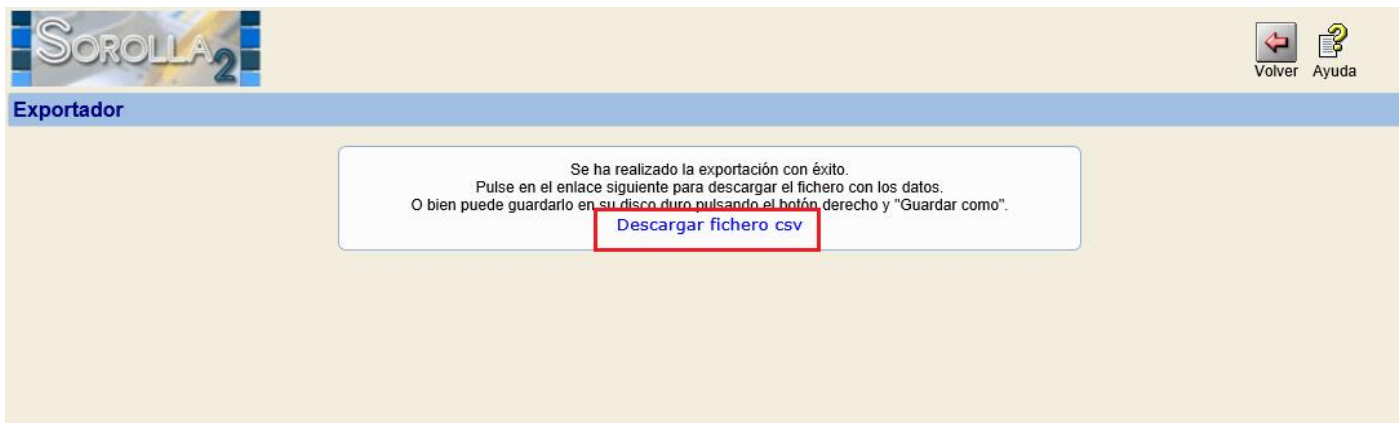 SOROLLA2
Volver Ayuda
Exportador
Se ha realizado la exportación con éxito.
Pulse en el enlace siguiente para descargar el fichero con los datos.
O bien puede guardarlo en su disco duro pulsando el botón derecho y "Guardar como".
Descargar fichero csv